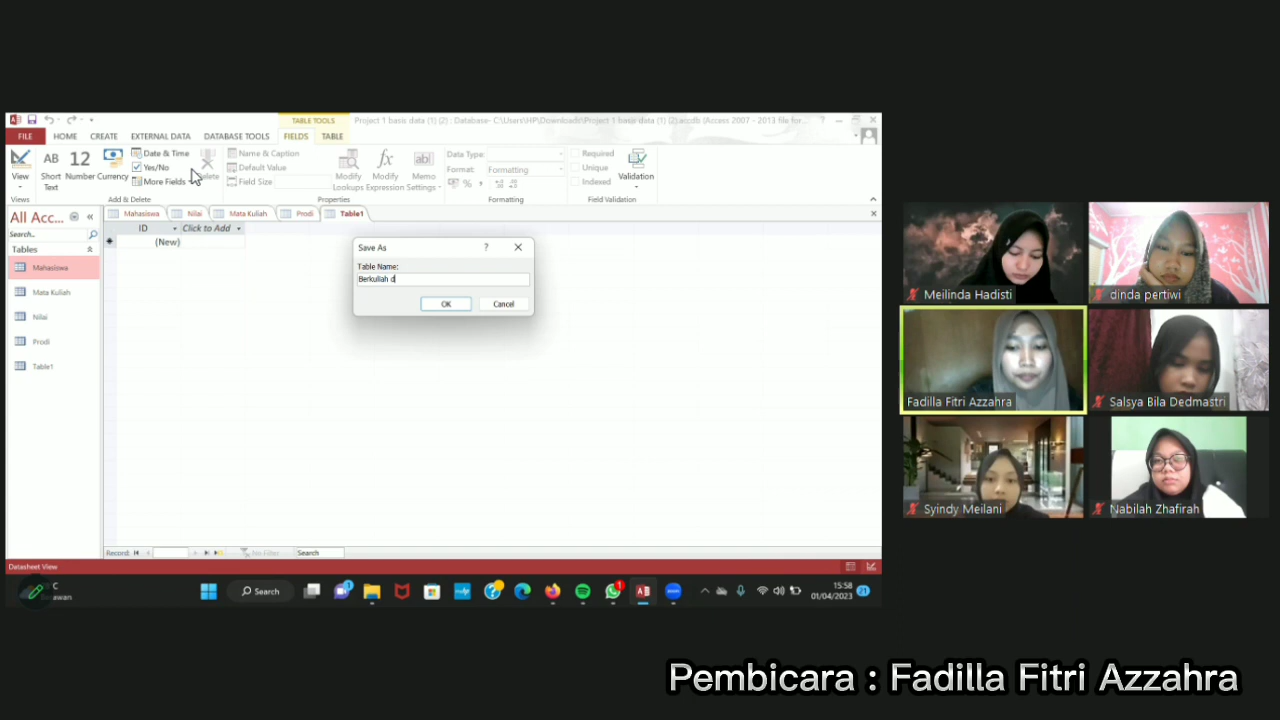 TABLE TOOLS
Project 1 basic data (1) (2) : Database- C:\Users\HP\Downloads\Project 1 basic data (1) (2).accdb (Access 2007 - 2013 file for...
FILE HOME CREATE EXTERNAL DATA DATABASE TOOLS FIELDS TABLE
View
AB Short Text
12 Number
Currency
Date & Time
Yes/No
More Fields
Delete
Name & Caption
Default Value
Field Size
Modify Lookups
fx Modify Expression
ab Memo Settings
Data Type:
Format: Formatting
Required
Unique
Indexed
Validation
Views Add & Delete Properties Formatting Field Validation
All Acc...
Search..
Tables
Mahasiswa
Mata Kuliah
Nilai
Prodi
Table1
Mahasiswa Nilai Mata Kuliah Prodi Table1
ID Click to Add
(New)
Save As ?
Table Name:
Berkuliah d
OK Cancel
Record: No Filter Search
Datasheet View
Search
15:58
01/04/2023
21
Meilinda Hadisti
dinda pertiwi
Fadilla Fitri Azzahra
Salsya Bila Dedmastri
Syindy Meilani
Nabilah Zhafirah
Pembicara : Fadilla Fitri Azzahra